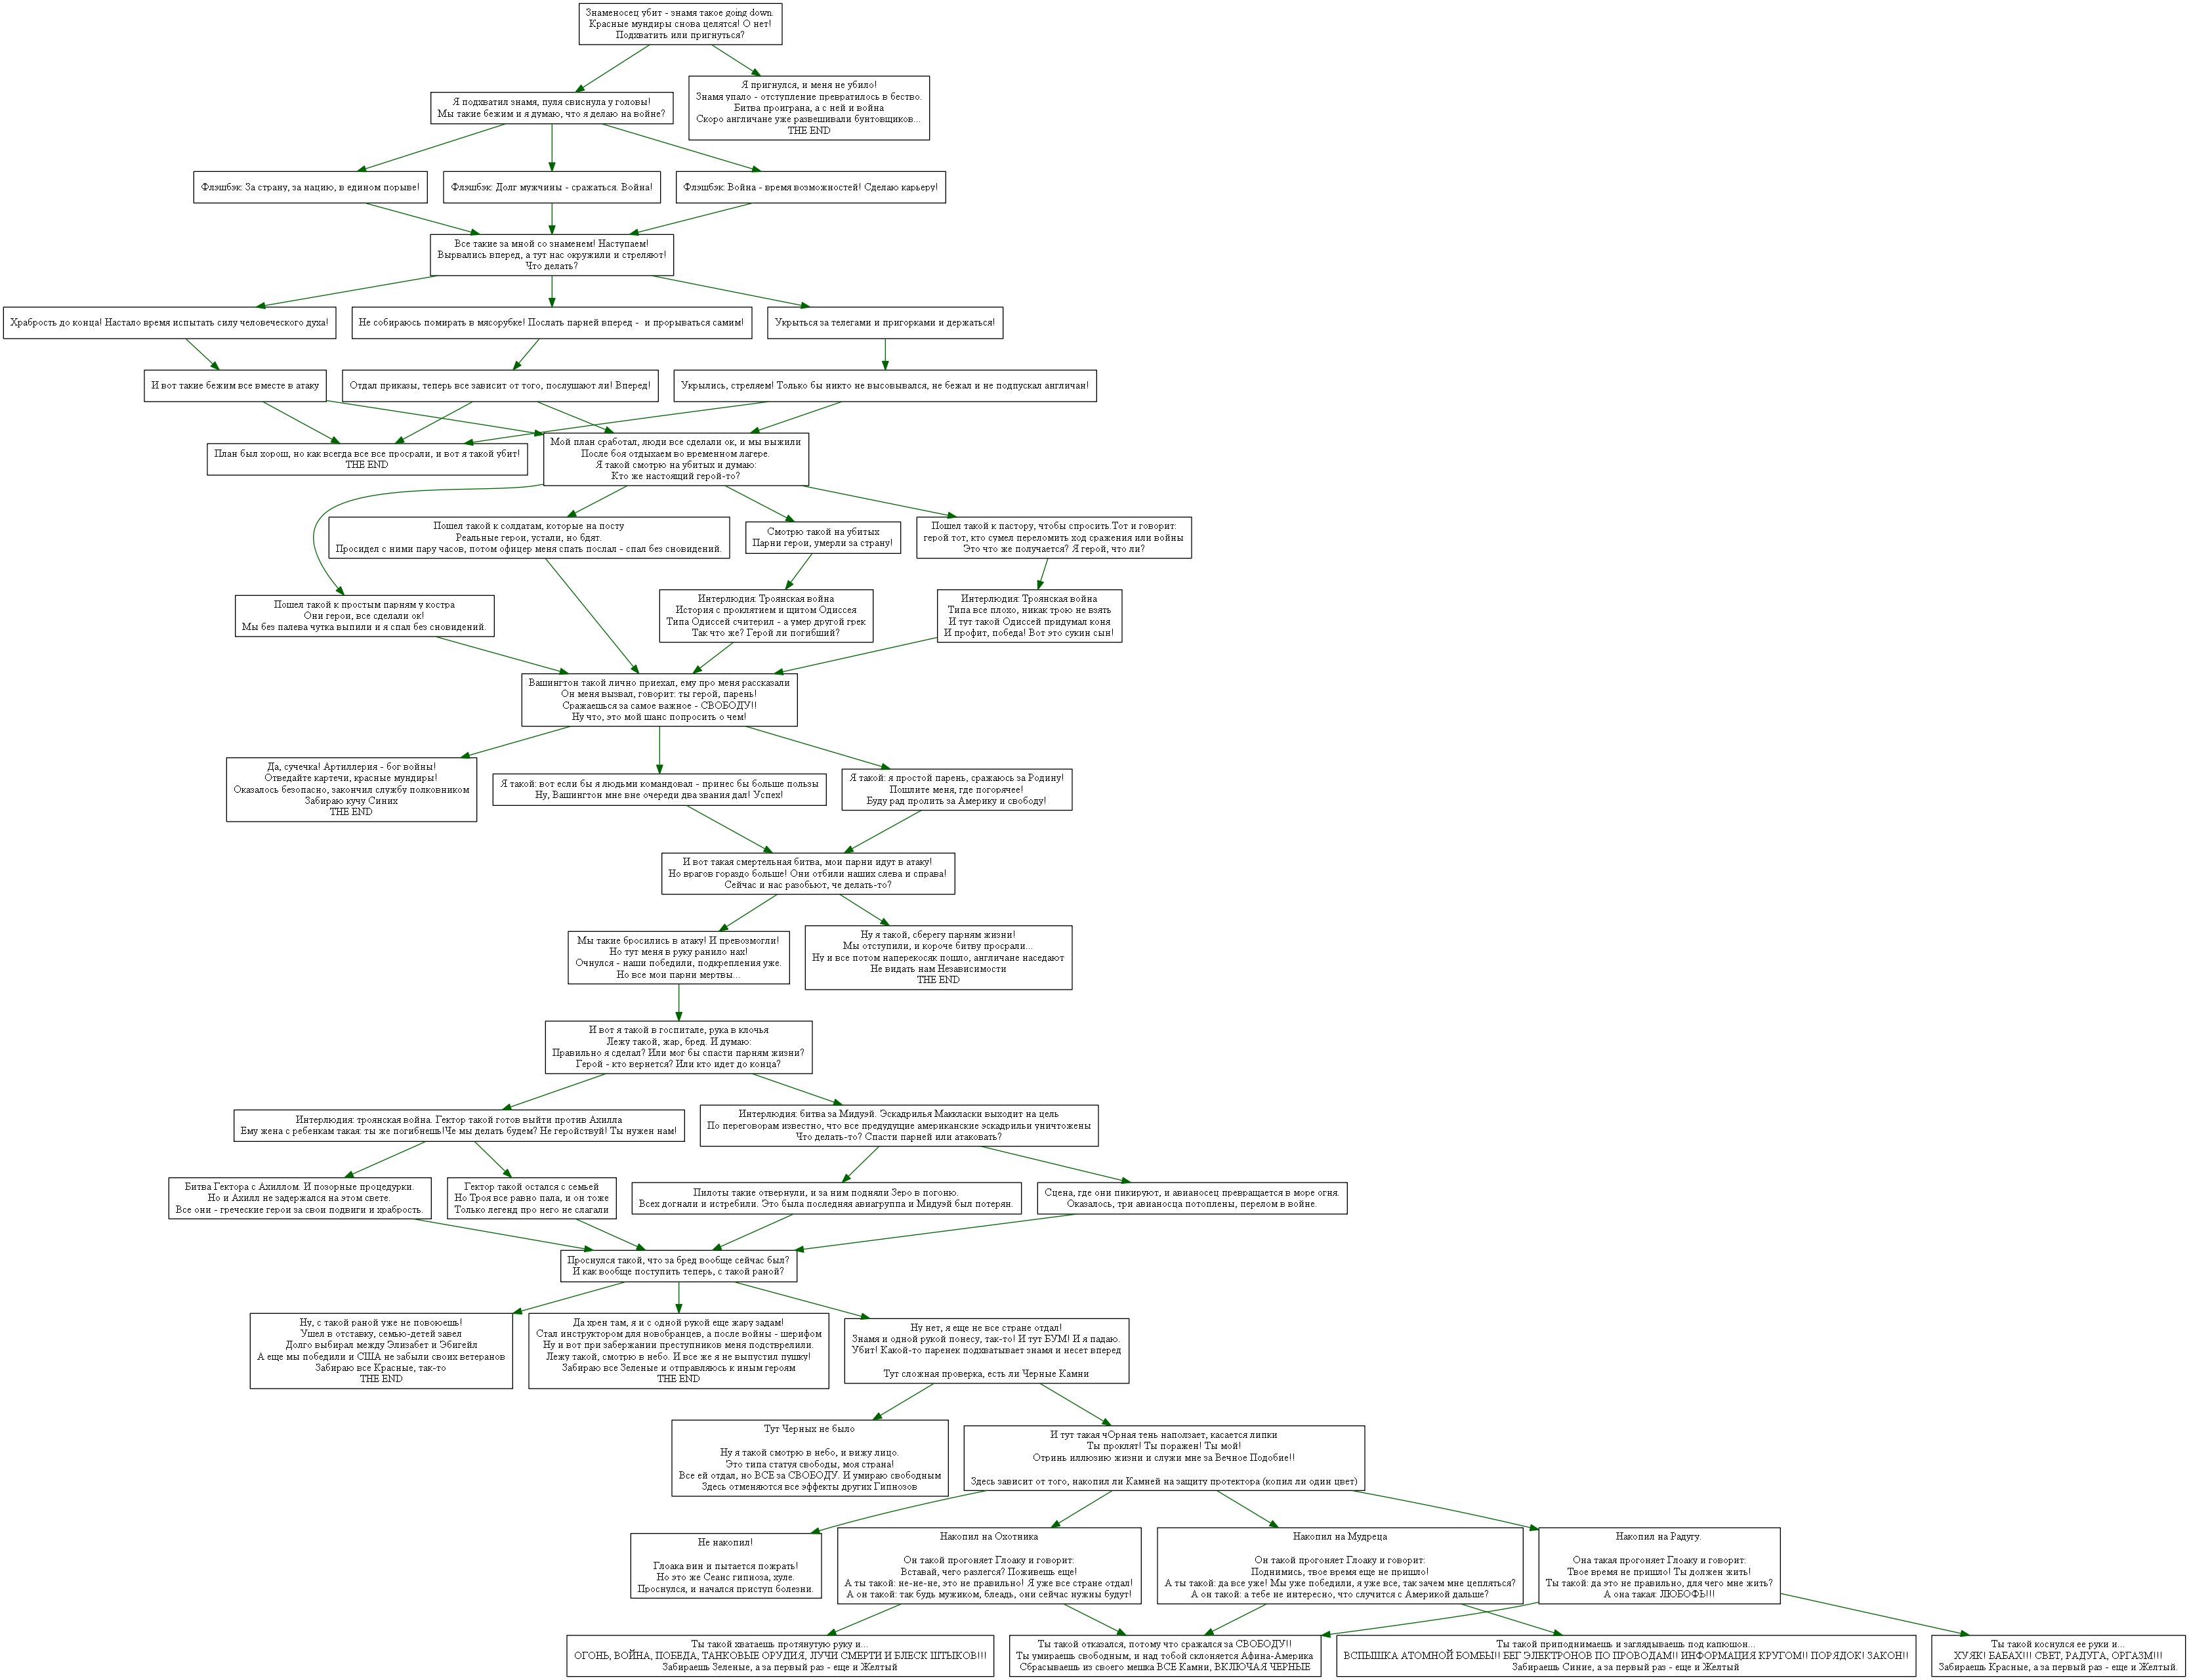 Знаменосец убит - знамя такое going down.
Красные мундиры снова целятся! О нет!
Подхватить или пригнуться?
Я пригнулся, и меня не убило!
Знамя упало - отступление превратилось в бество.
Битва проиграна, а с ней и война
Скоро англичане уже развешивали бунтовщиков...
THE END
Я подхватил знамя, пуля свиснула у головы!
Мы такие бежим и я думаю, что я делаю на войне?
Флэшбэк: За страну, за нацию, в едином порыве!
Флэшбэк: Долг мужчины - сражаться. Война!
Флэшбэк: Война - время возможностей! Сделаю карьеру!
Все такие за мной со знаменем! Наступаем!
Вырвались вперед, а тут нас окружили и стреляют!
Что делать?
Храбрость до конца! Настало время испытать силу человеческого духа!
Не собираюсь помирать в мясорубке! Послать парней вперед -  и прорываться самим!
Укрыться за телегами и пригорками и держаться!
И вот такие бежим все вместе в атаку
Отдал приказы, теперь все зависит от того, послушают ли! Вперед!
Укрылись, стреляем! Только бы никто не высовывался, не бежал и не подпускал англичан!
План был хорош, но как всегда все все просрали, и вот я такой убит!
THE END
Мой план сработал, люди все сделали ок, и мы выжили
После боя отдыхаем во временном лагере.
Я такой смотрю на убитых и думаю:
Кто же настоящий герой-то?
Пошел такой к солдатам, которые на посту
Реальные герои, устали, но бдят.
Просидел с ними пару часов, потом офицер меня спать послал - спал без сновидений.
Смотрю такой на убитых
Парни герои, умерли за страну!
Пошел такой к пастору, чтобы спросить.Тот и говорит:
герой тот, кто сумел переломить ход сражения или войны
Это что же получается? Я герой, что ли?
Пошел такой к простым парням у костра
Они герои, все сделали ок!
Мы без палева чутка выпили и я спал без сновидений.
Интерлюдия: Троянская война
История с проклятием и щитом Одиссея
Типа Одиссей считерил - а умер другой грек
Так что же? Герой ли погибший?
Интерлюдия: Троянская война
Типа все плохо, никак трою не взять
И тут такой Одиссей придумал коня
И профит, победа! Вот это сукин сын!
Вашингтон такой лично приехал, ему про меня рассказали
Он меня вызвал, говорит: ты герой, парень!
Сражаешься за самое важное - СВОБОДУ!!
Ну что, это мой шанс попросить о чем!
Да, сучечка! Артиллерия - бог войны!
Отведайте картечи, красные мундиры!
Оказалось безопасно, закончил службу полковником
Забираю кучу Синих
THE END
Я такой: вот если бы я людьми командовал - принес бы больше пользы
Ну, Вашингтон мне вне очереди два звания дал! Успех!
Я такой: я простой парень, сражаюсь за Родину!
Пошлите меня, где погорячее!
Буду рад пролить за Америку и свободу!
И вот такая смертельная битва, мои парни идут в атаку!
Но врагов гораздо больше! Они отбили наших слева и справа!
Сейчас и нас разобьют, че делать-то?
Мы такие бросились в атаку! И превозмогли!
Но тут меня в руку ранило нах!
Очнулся - наши победили, подкрепления уже.
Но все мои парни мертвы...
Ну я такой, сберегу парням жизни!
Мы отступили, и короче битву просрали...
Ну и все потом наперекосяк пошло, англичане наседают
Не видать нам Независимости
THE END
И вот я такой в госпитале, рука в клочья
Лежу такой, жар, бред. И думаю:
Правильно я сделал? Или мог бы спасти парням жизни?
Герой - кто вернется? Или кто идет до конца?
Интерлюдия: троянская война. Гектор такой готов выйти против Ахилла
Ему жена с ребенкам такая: ты же погибнешь!Че мы делать будем? Не геройствуй! Ты нужен нам!
Интерлюдия: битва за Мидуэй. Эскадрилья Маккласки выходит на цель
По переговорам известно, что все предудущие американские эскадрильи уничтожены
Что делать-то? Спасти парней или атаковать?
Битва Гектора с Ахиллом. И позорные процедурки.
Но и Ахилл не задержался на этом свете.
Все они - греческие герои за свои подвиги и храбрость.
Гектор такой остался с семьей
Но Троя все равно пала, и он тоже
Только легенд про него не слагали
Пилоты такие отвернули, и за ним подняли Зеро в погоню.
Всех догнали и истребили. Это была последняя авиагруппа и Мидуэй был потерян.
Сцена, где они пикируют, и авианосец превращается в море огня.
Оказалось, три авианосца потоплены, перелом в войне.
Проснулся такой, что за бред вообще сейчас был?
И как вообще поступить теперь, с такой раной?
Ну, с такой раной уже не повоюешь!
Ушел в отставку, семью-детей завел
Долго выбирал между Элизабет и Эбигейл
А еще мы победили и США не забыли своих ветеранов
Забираю все Красные, так-то
THE END
Да хрен там, я и с одной рукой еще жару задам!
Стал инструктором для новобранцев, а после войны - шерифом
Ну и вот при забержании преступников меня подствpелили.
Лежу такой, смотрю в небо. И все же я не выпустил пушку!
Забираю все Зеленые и отправляюсь к иным героям
THE END
Ну нет, я еще не все стране отдал!
Знамя и одной рукой понесу, так-то! И тут БУМ! И я падаю.
Убит! Какой-то паренек подхватывает знамя и несет вперед
Тут сложная проверка, есть ли Черные Камни
Тут Черных не было
Ну я такой смотрю в небо, и вижу лицо.
Это типа статуя свободы, моя страна!
Все ей отдал, но ВСЕ за СВОБОДУ. И умираю свободным
Здесь отменяются все эффекты других Гипнозов
И тут такая чОрная тень наползает, касается липки
Ты проклят! Ты поражен! Ты мой!
Отринь иллюзию жизни и служи мне за Вечное Подобие!!
Здесь зависит от того, накопил ли Камней на защиту протектора (копил ли один цвет)
Не накопил!
Глоака вин и пытается пожрать!
Но это же Сеанс гипноза, хуле.
Проснулся, и начался приступ болезни.
Накопил на Охотника
Он такой прогоняет Глоаку и говорит:
Вставай, чего разлегся? Поживешь еще!
А ты такой: не-не-не, это не правильно! Я уже все стране отдал!
А он такой: так будь мужиком, блеадь, они сейчас нужны будут!
Накопил на Мудреца
Он такой прогоняет Глоаку и говорит:
Поднимись, твое время еще не пришло!
А ты такой: да все уже! Мы уже победили, я уже все, так зачем мне цепляться?
А он такой: а тебе не интересно, что случится с Америкой дальше?
Накопил на Радугу.
Она такая прогоняет Глоаку и говорит:
Твое время не пришло! Ты должен жить!
Ты такой: да это не правильно, для чего мне жить?
А она такая: ЛЮБОФЬ!!!
Ты такой хватаешь протянутую руку и...
ОГОНЬ, ВОЙНА, ПОБЕДА, ТАНКОВЫЕ ОРУДИЯ, ЛУЧИ СМЕРТИ И БЛЕСК ШТЫКОВ!!!
Забираешь Зеленые, а за первый раз - еще и Желтый
Ты такой отказался, потому что сражался за СВОБОДУ!!
Ты умираешь свободным, и над тобой склоняется Афина-Америка
Сбрасываешь из своего мешка ВСЕ Камни, ВКЛЮЧАЯ ЧЕРНЫЕ
Ты такой приподнимаешь и заглядываешь под капюшон...
ВСПЫШКА АТОМНОЙ БОМБЫ!! БЕГ ЭЛЕКТРОНОВ ПО ПРОВОДАМ!! ИНФОРМАЦИЯ КРУГОМ!! ПОРЯДОК! ЗАКОН!!
Забираешь Синие, а за первый раз - еще и Желтый
Ты такой коснулся ее руки и...
ХУЯК! БАБАХ!!! СВЕТ, РАДУГА, ОРГАЗМ!!!
Забираешь Красные, а за первый раз - еще и Желтый.